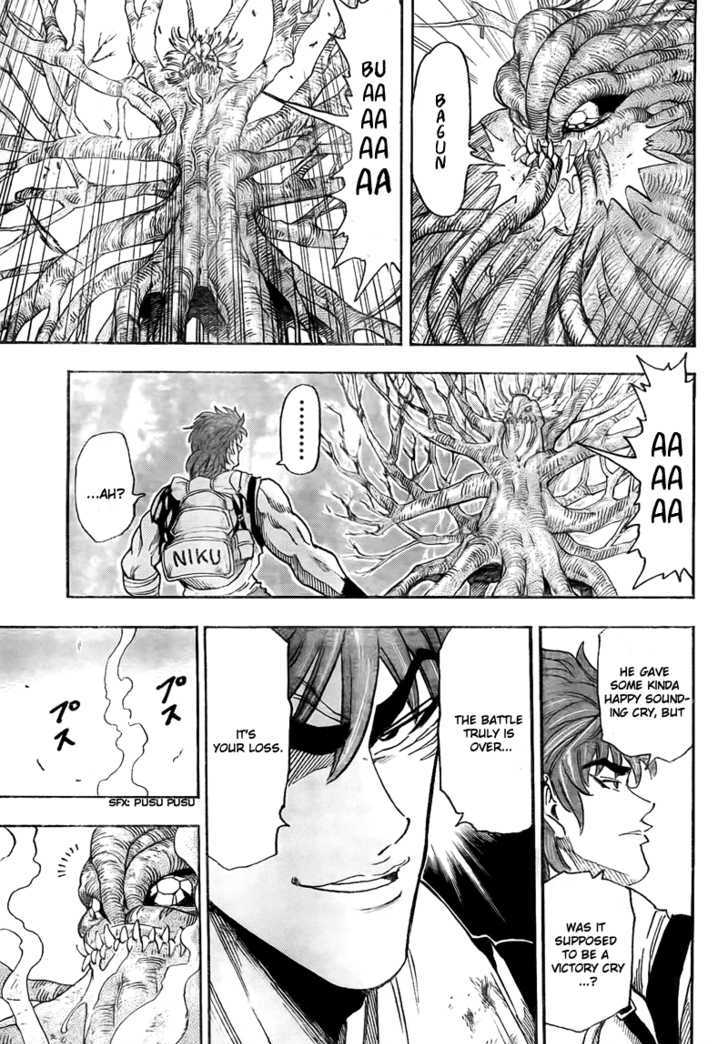 BAGUN
BU
AA
AA
AA
AA
AA
AA
AA
.........
...AH?
NIKU
HE GAVE
SOME KINDA
HAPPY SOUND-
ING CRY, BUT
WAS IT
SUPPOSED
TO BE A
VICTORY CRY
...?
THE BATTLE
TRULY IS
OVER...
IT'S
YOUR LOSS.
プス
プス
SFX: PUSU PUSU